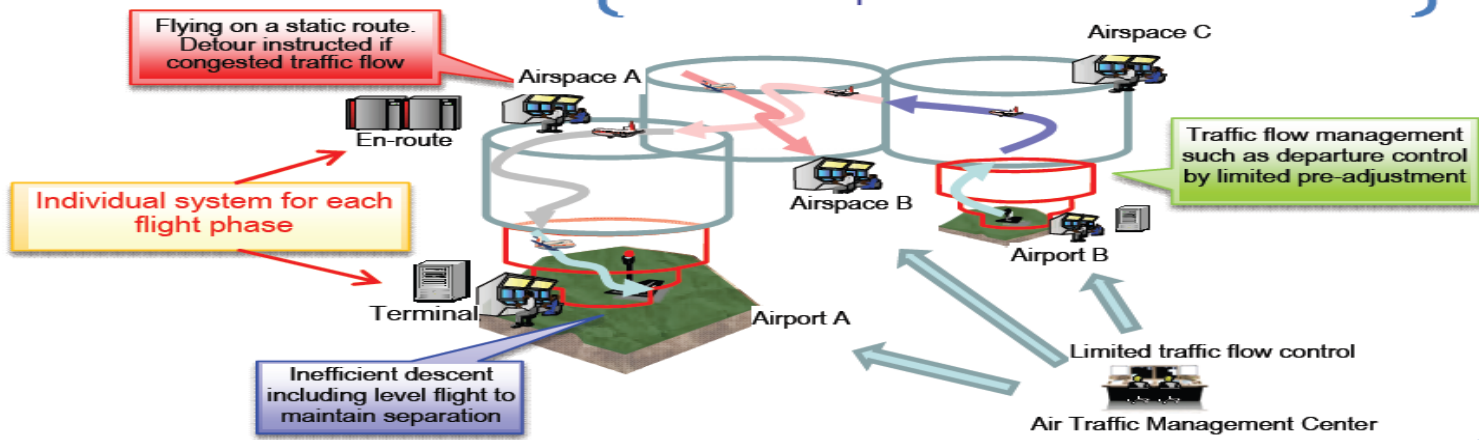 Flying on a static route.
Detour instructed if
congested traffic flow
Airspace A
Airspace C
En-route
Individual system for each
flight phase
Traffic flow management
such as departure control
by limited pre-adjustment
Airspace B
Airport B
Terminal
Airport A
Inefficient descent
including level flight to
maintain separation
Limited traffic flow control
Air Traffic Management Center